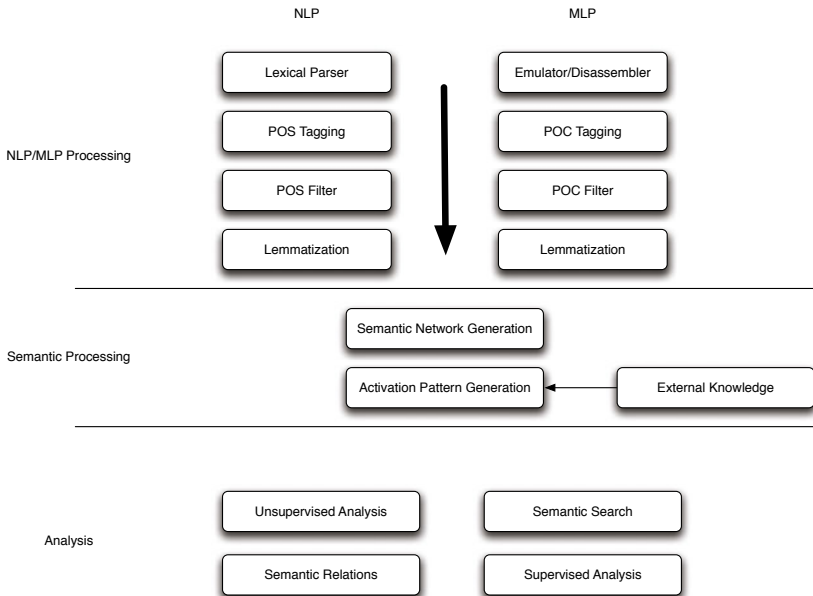 NLP MLP
Lexical Parser Emulator/Disassembler
POS Tagging POC Tagging
NLP/MLP Processing
POS Filter POC Filter
Lemmatization Lemmatization
Semantic Network Generation
Semantic Processing
Activation Pattern Generation External Knowledge
Unsupervised Analysis Semantic Search
Analysis
Semantic Relations Supervised Analysis